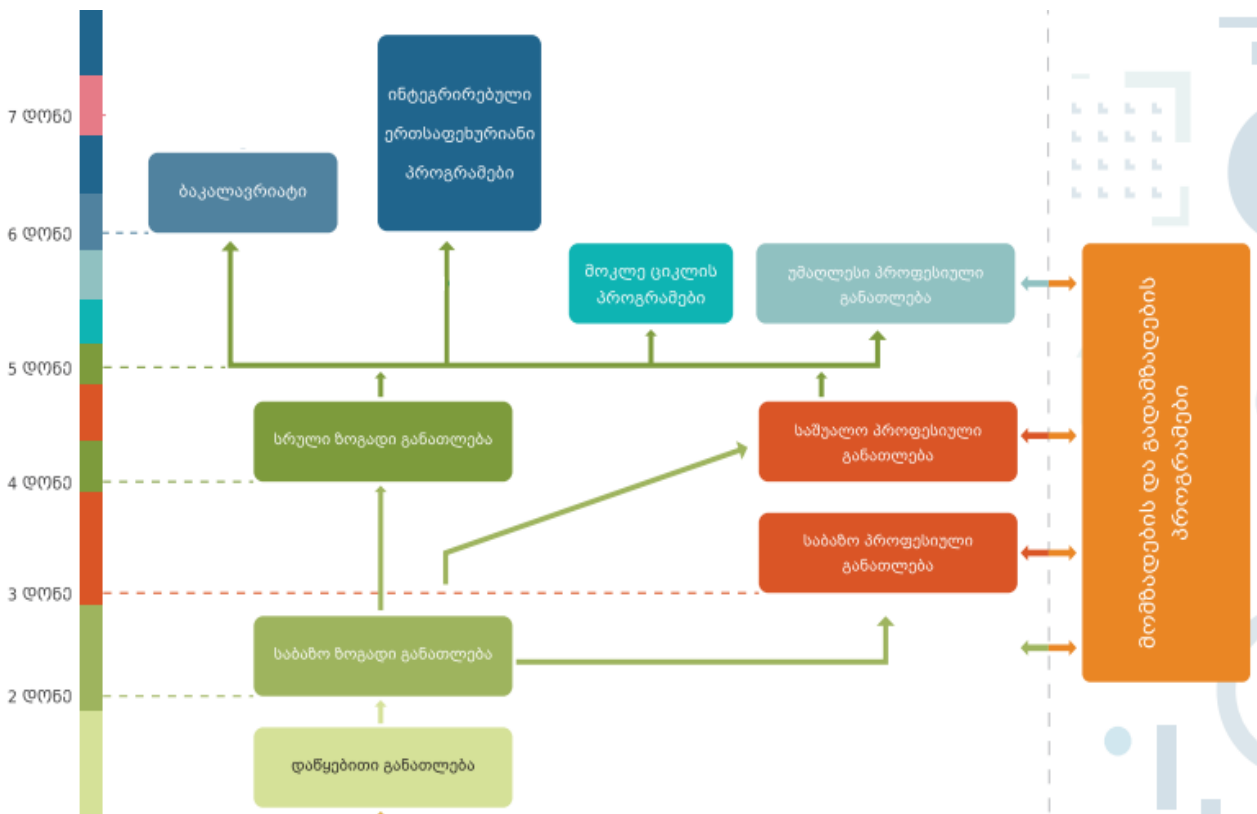 7 დონე
ინტეგრირებული
ერთსაფეხურიანი
პროგრამები
ბაკალავრიატი
6 დონე
მოკლე ციკლის
პროგრამები
უმაღლესი პროფესიული
განათლება
5 დონე
სრული ზოგადი განათლება
საშუალო პროფესიული
განათლება
4 დონე
საბაზო პროფესიული
განათლება
3 დონე
საბაზო ზოგადი განათლება
2 დონე
დაწყებითი განათლება
მომზადების და გადამზადების
პროგრამები